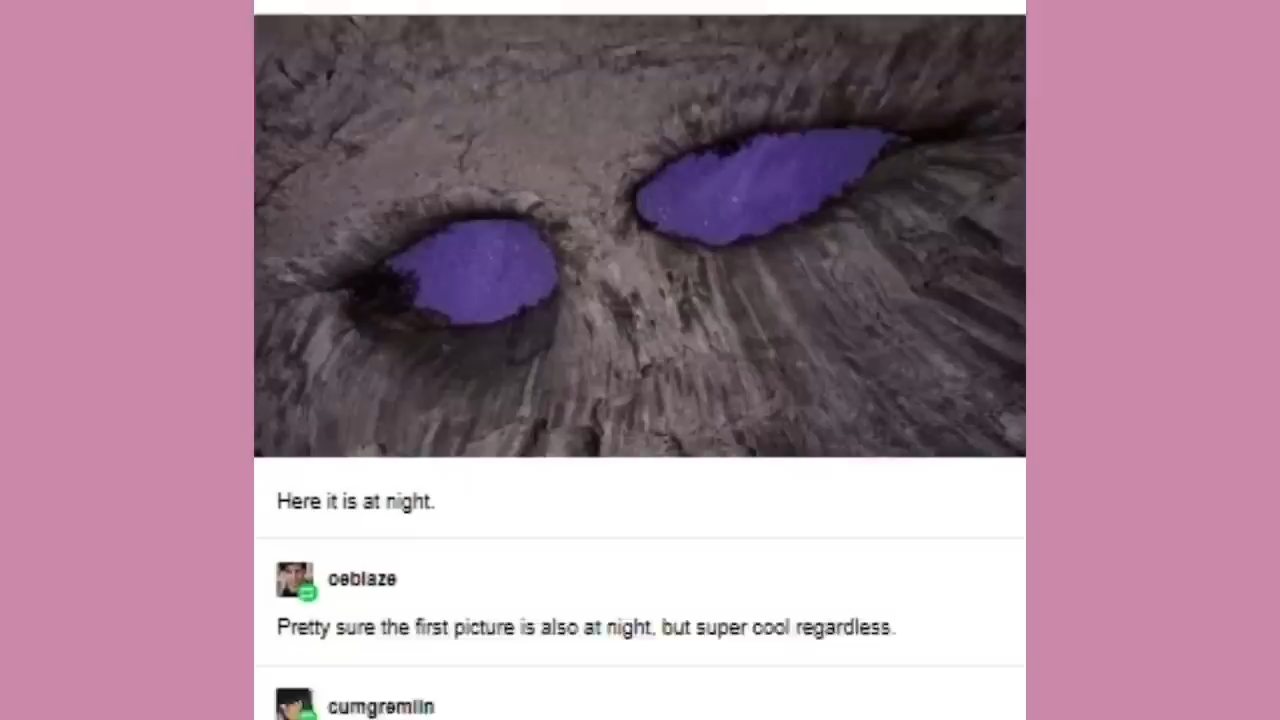 Here it is at night.
oeblaze
Pretty sure the first picture is also at night, but super cool regardless.
cumgremlin